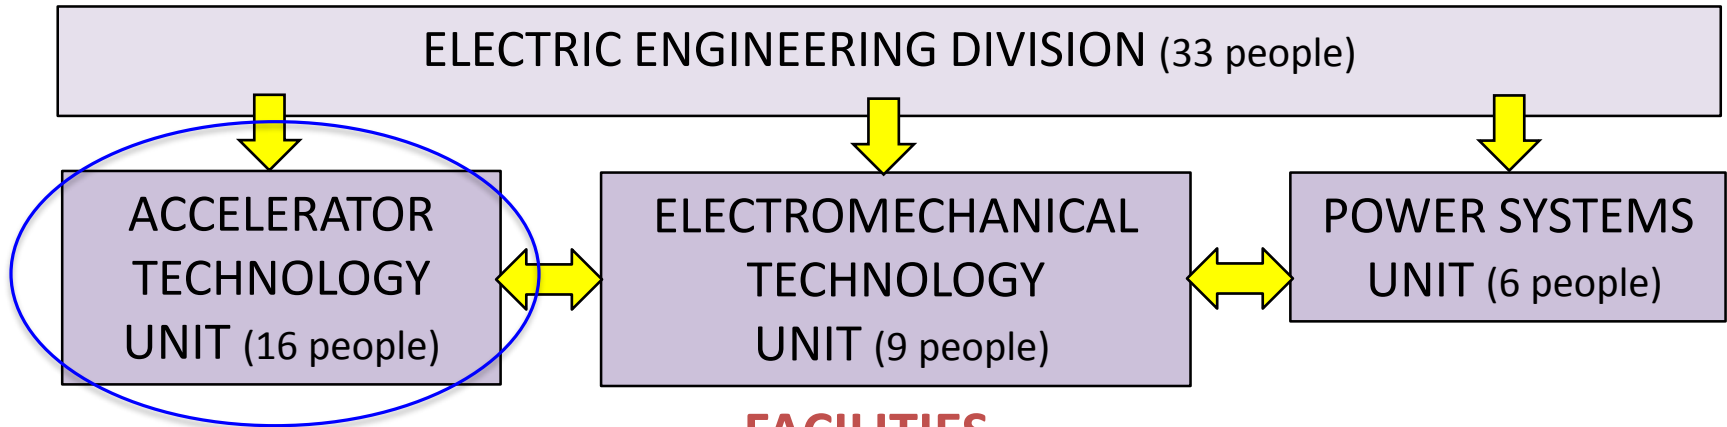 ELECTRIC ENGINEERING DIVISION (33 people)
ACCELERATOR
TECHNOLOGY
UNIT (16 people)
ELECTROMECHANICAL
TECHNOLOGY
UNIT (9 people)
POWER SYSTEMS
UNIT (6 people)
FACILITIES